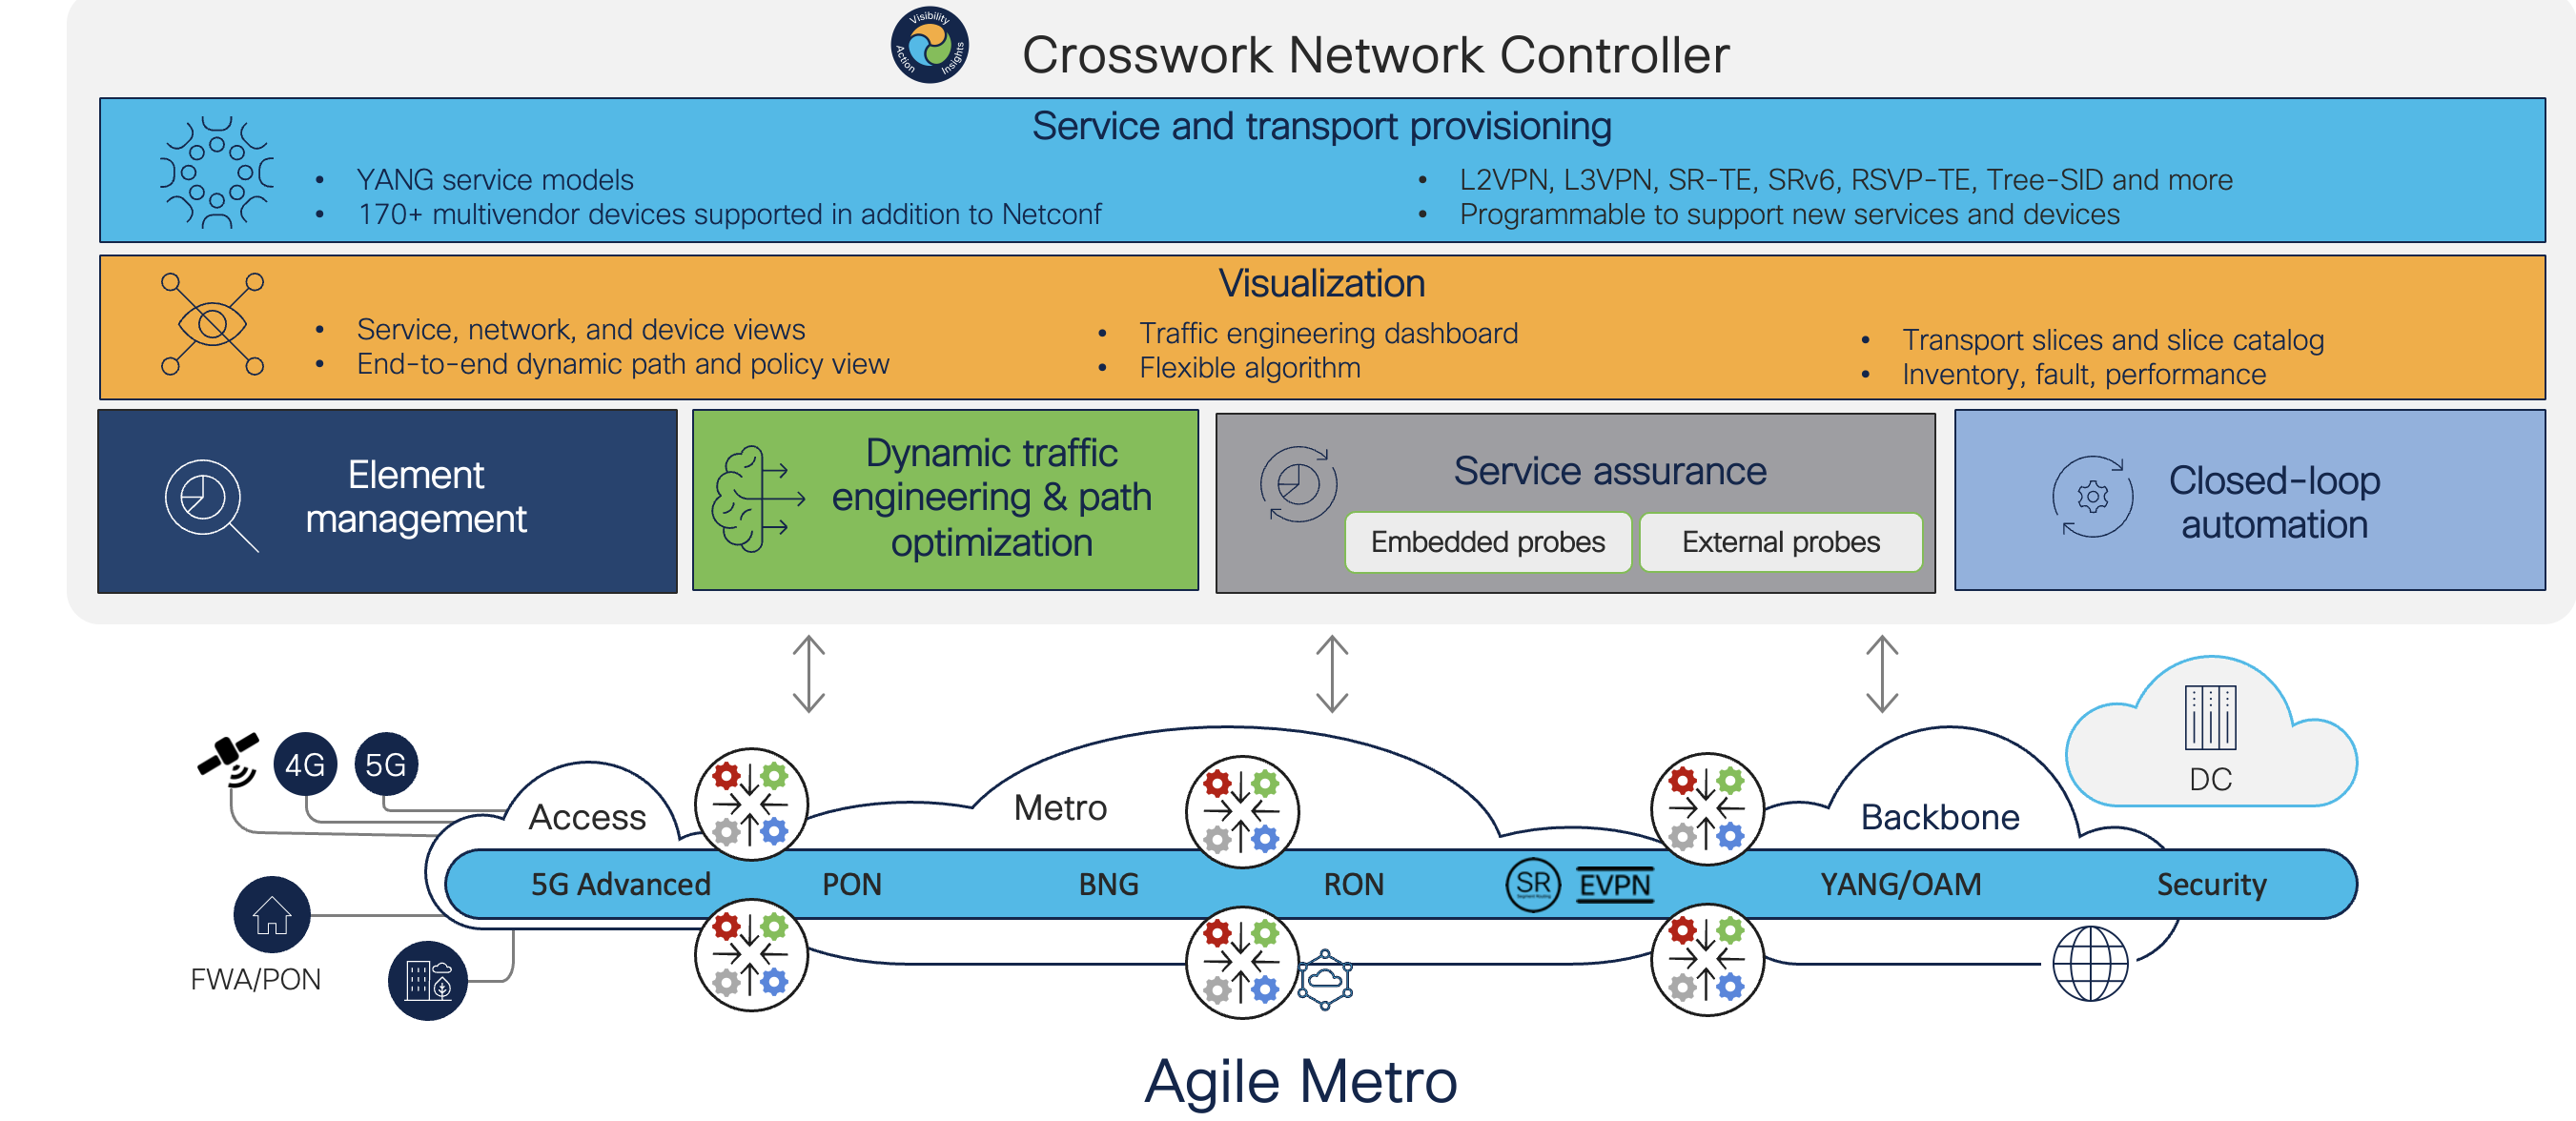 Visibility
Action
Insights
Crosswork Network Controller
Service and transport provisioning
• YANG service models
• 170+ multivendor devices supported in addition to Netconf
• L2VPN, L3VPN, SR-TE, SRv6, RSVP-TE, Tree-SID and more
• Programmable to support new services and devices
Visualization
• Service, network, and device views
• End-to-end dynamic path and policy view
• Traffic engineering dashboard
• Flexible algorithm
• Transport slices and slice catalog
• Inventory, fault, performance
Element
management
Dynamic traffic
engineering & path
optimization
Service assurance
Embedded probes
External probes
Closed-loop
automation
4G
5G
Access
Metro
Backbone
DC
5G Advanced
PON
BNG
RON
SR
Segment Routing
EVPN
YANG/OAM
Security
FWA/PON
Agile Metro